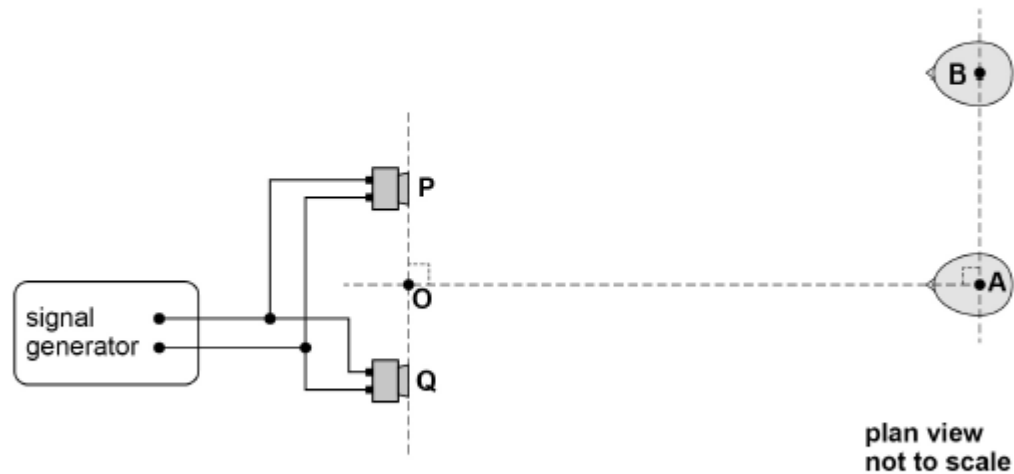 B
P
O
A
signal
generator
Q
plan view
not to scale